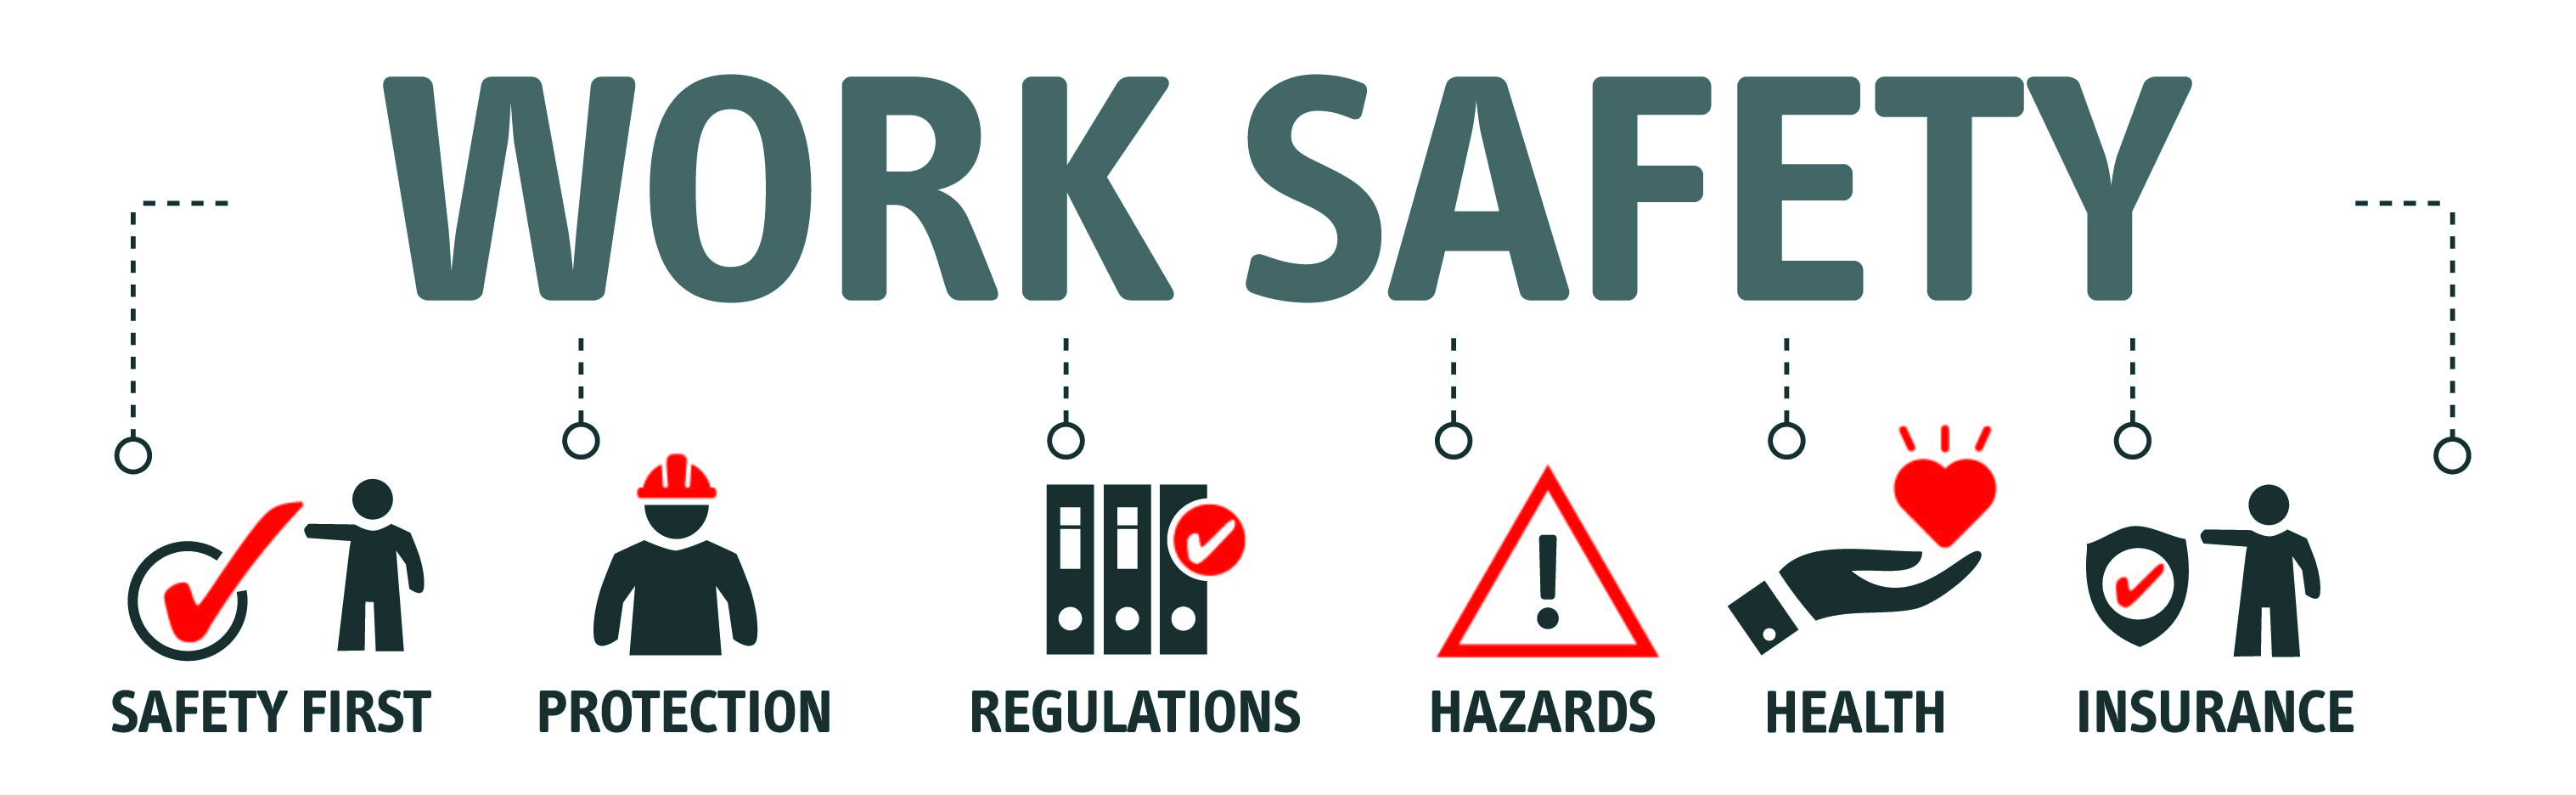 WORK SAFETY
SAFETY FIRST
PROTECTION
REGULATIONS
HAZARDS
HEALTH
INSURANCE